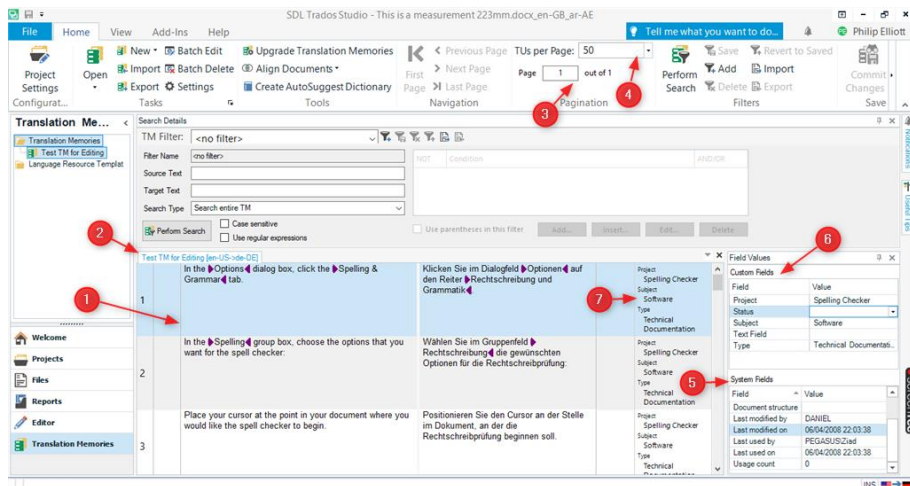 SDL Trados Studio - This is a measurement 223mm.docx_en-GB_ar-AE
File Home View Add-Ins Help
Tell me what you want to do...
Philip Elliott
Project Settings
Configurat...
Open
New
Batch Edit
Import
Batch Delete
Export
Settings
Tasks
Upgrade Translation Memories
Align Documents
Create AutoSuggest Dictionary
Tools
First Page
Previous Page
Next Page
Last Page
Navigation
TUs per Page: 50
Page 1 out of 1
Pagination
Perform Search
Save
Revert to Saved
Add
Import
Delete
Export
Filters
Commit Changes
Save
3
4
Translation Me...
Translation Memories
Test TM for Editing
Language Resource Templat
Search Details
TM Filter: <no filter>
Filter Name <no filter>
Source Text
Target Text
Search Type Search entire TM
Perform Search
Case sensitive
Use regular expressions
NOT Condition AND/OR
Use parentheses in this filter
Add... Insert... Edit... Delete
Notifications
Useful Tips
2
6
Test TM for Editing [en-US->de-DE]
1
In the Options dialog box, click the Spelling &
Grammar tab.
Klicken Sie im Dialogfeld Optionen auf
den Reiter Rechtschreibung und
Grammatik.
Project
Spelling Checker
Subject
Software
Type
Technical
Documentation
1
7
2
In the Spelling group box, choose the options that you
want for the spell checker:
Wählen Sie im Gruppenfeld
Rechtschreibung die gewünschten
Optionen für die Rechtschreibprüfung:
Project
Spelling Checker
Subject
Software
Type
Technical
Documentation
5
3
Place your cursor at the point in your document where you
would like the spell checker to begin.
Positionieren Sie den Cursor an der Stelle
im Dokument, an der die
Rechtschreibprüfung beginnen soll.
Project
Spelling Checker
Subject
Software
Type
Technical
Field Values
Custom Fields
Field Value
Project Spelling Checker
Status
Subject Software
Text Field
Type Technical Documentati..
System Fields
Field Value
Document structure
Last modified by DANIEL
Last modified on 06/04/2008 22:03:38
Last used by PEGASUS\Ziad
Last used on 06/04/2008 22:03:38
Usage count 0
Welcome
Projects
Files
Reports
Editor
Translation Memories
INS